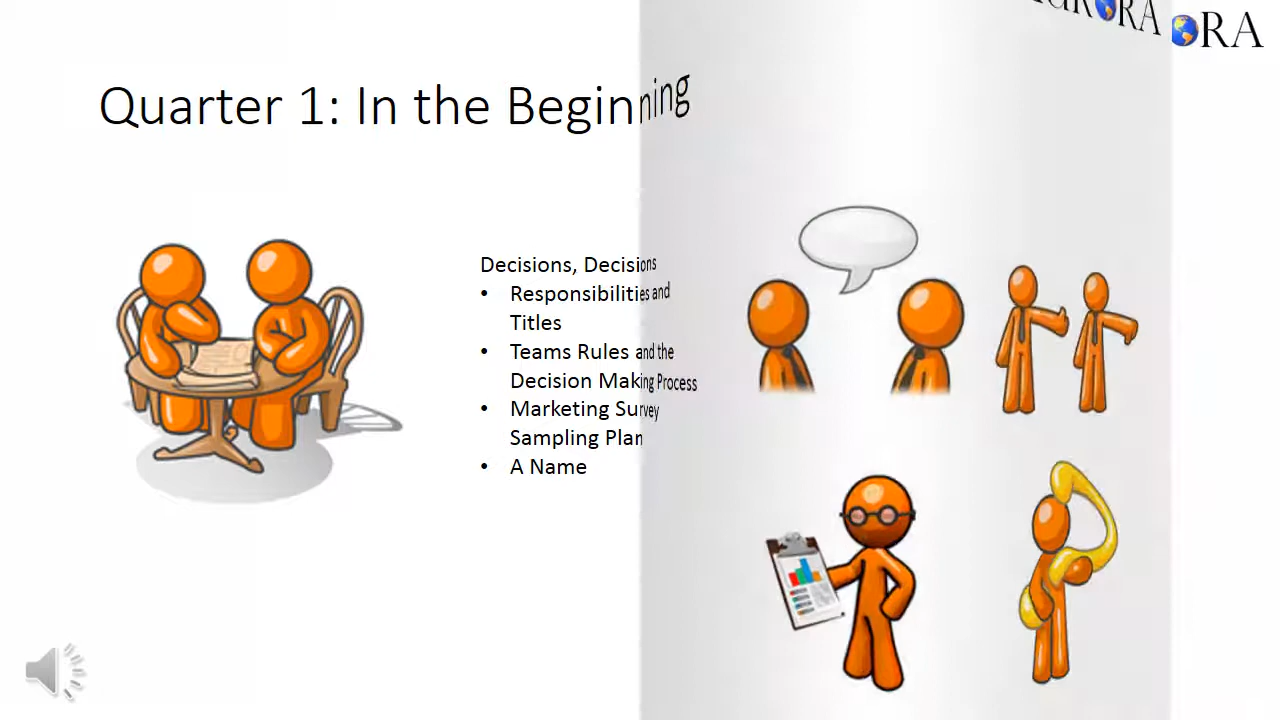 Quarter 1: In the Beginning
Decisions, Decisions
• Responsibilities and
Titles
• Teams Rules and the
Decision Making Process
• Marketing Survey
Sampling Plan
• A Name
RA
RA